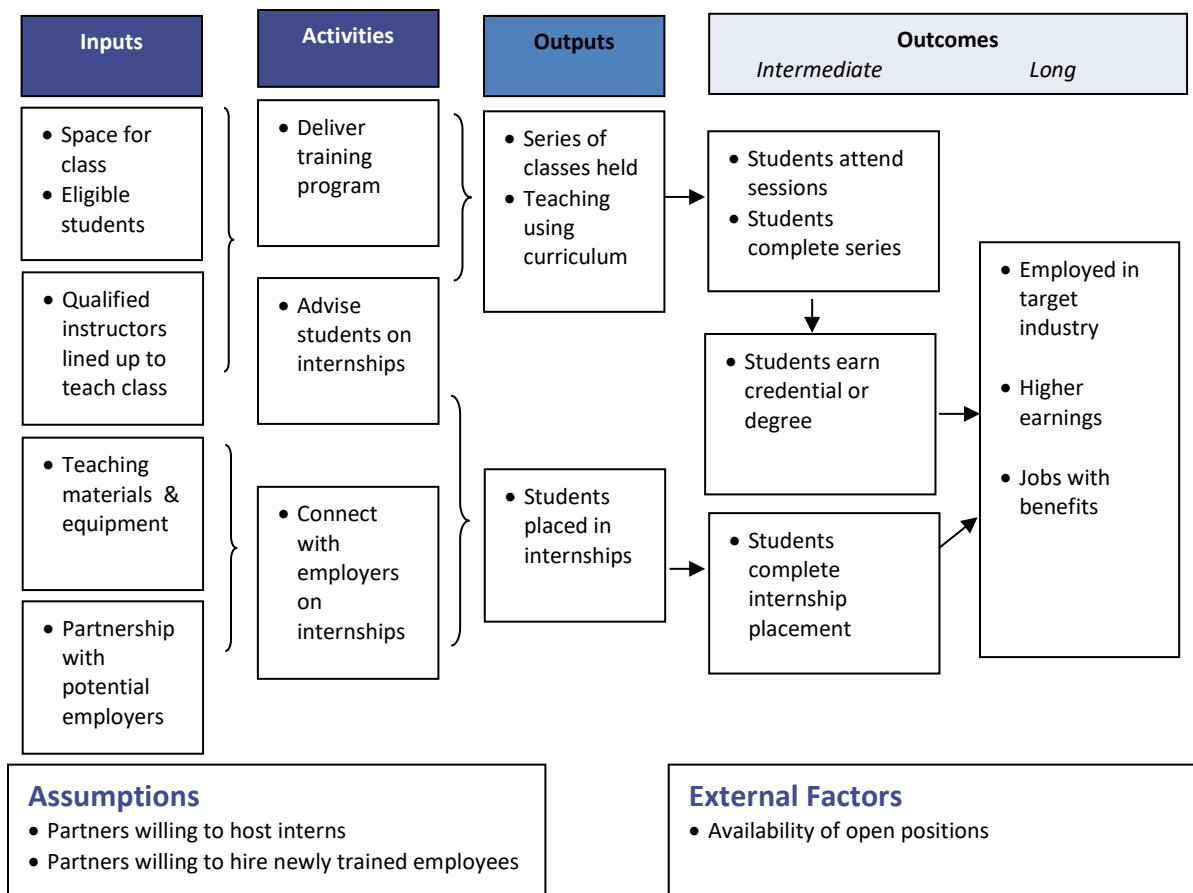 Inputs
Activities
Outputs
Outcomes
Intermediate Long
• Space for
class
• Eligible
students
• Qualified
instructors
lined up to
teach class
• Teaching
materials &
equipment
• Partnership
with
potential
employers
• Deliver
training
program
• Advise
students on
internships
• Connect
with
employers
on
internships
• Series of
classes held
• Teaching
using
curriculum
• Students
placed in
internships
• Students attend
sessions
• Students
complete series
• Students earn
credential or
degree
• Students
complete
internship
placement
• Employed in
target
industry
• Higher
earnings
• Jobs with
benefits
Assumptions
• Partners willing to host interns
• Partners willing to hire newly trained employees
External Factors
• Availability of open positions